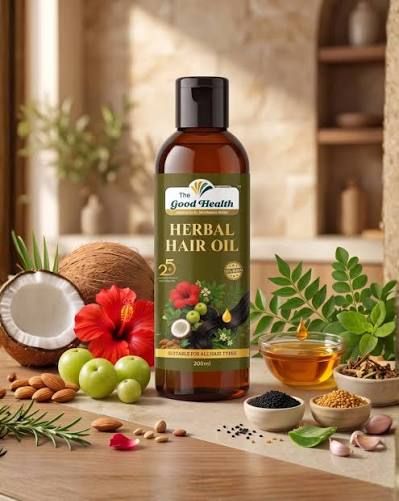 The
Good Health
HERBAL
HAIR OIL
25+
SUITABLE FOR ALL HAIR TYPES
200ml